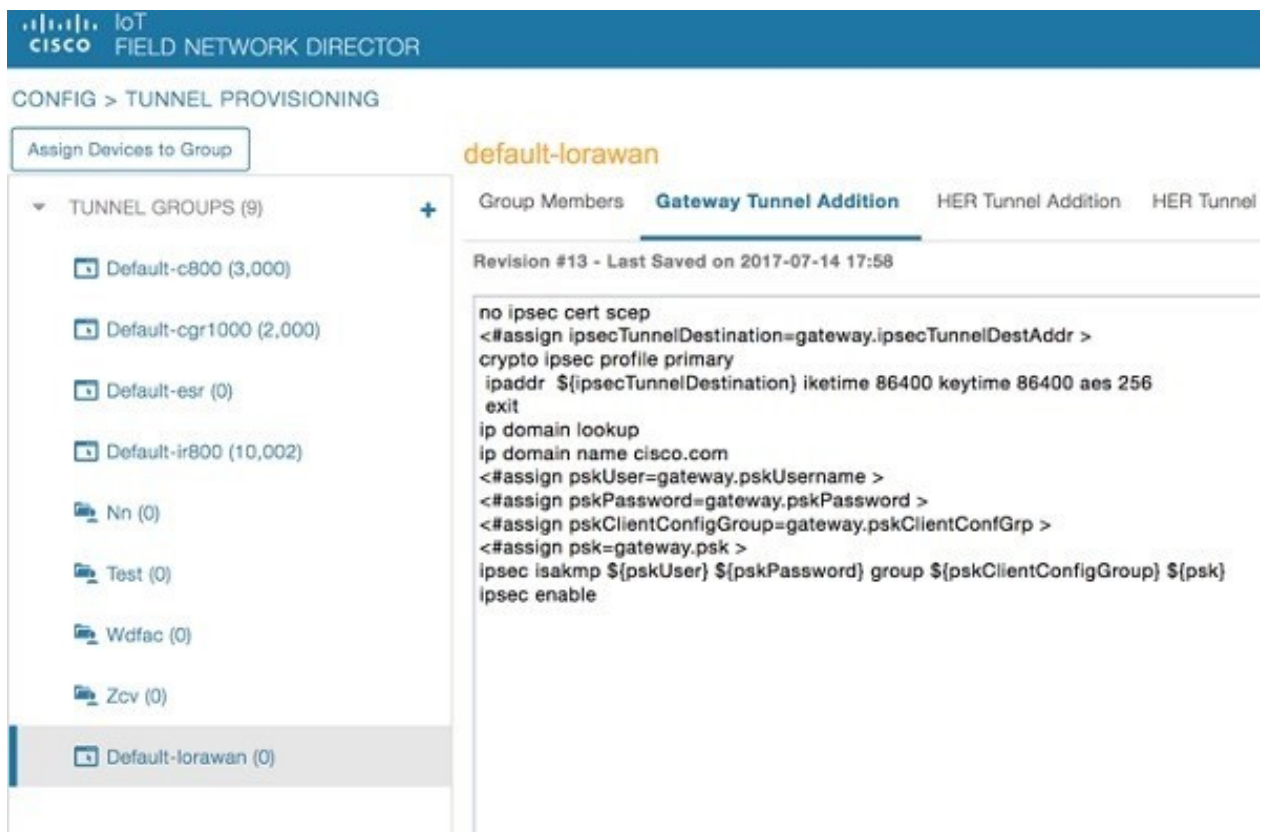 IoT
CISCO FIELD NETWORK DIRECTOR
CONFIG > TUNNEL PROVISIONING
Assign Devices to Group
TUNNEL GROUPS (9)
+
Default-c800 (3,000)
Default-cgr1000 (2,000)
Default-esr (0)
Default-ir800 (10,002)
Nn (0)
Test (0)
Wdfac (0)
Zcv (0)
Default-lorawan (0)
default-lorawan
Group Members Gateway Tunnel Addition HER Tunnel Addition HER Tunnel
Revision #13 - Last Saved on 2017-07-14 17:58
no ipsec cert scep
<#assign ipsecTunnelDestination=gateway.ipsecTunnelDestAddr >
crypto ipsec profile primary
ipaddr ${ipsecTunnelDestination} iketime 86400 keytime 86400 aes 256
exit
ip domain lookup
ip domain name cisco.com
<#assign pskUser=gateway.pskUsername >
<#assign pskPassword=gateway.pskPassword >
<#assign pskClientConfigGroup=gateway.pskClientConfGrp >
<#assign psk=gateway.psk >
ipsec isakmp ${pskUser} ${pskPassword} group ${pskClientConfigGroup} ${psk}
ipsec enable